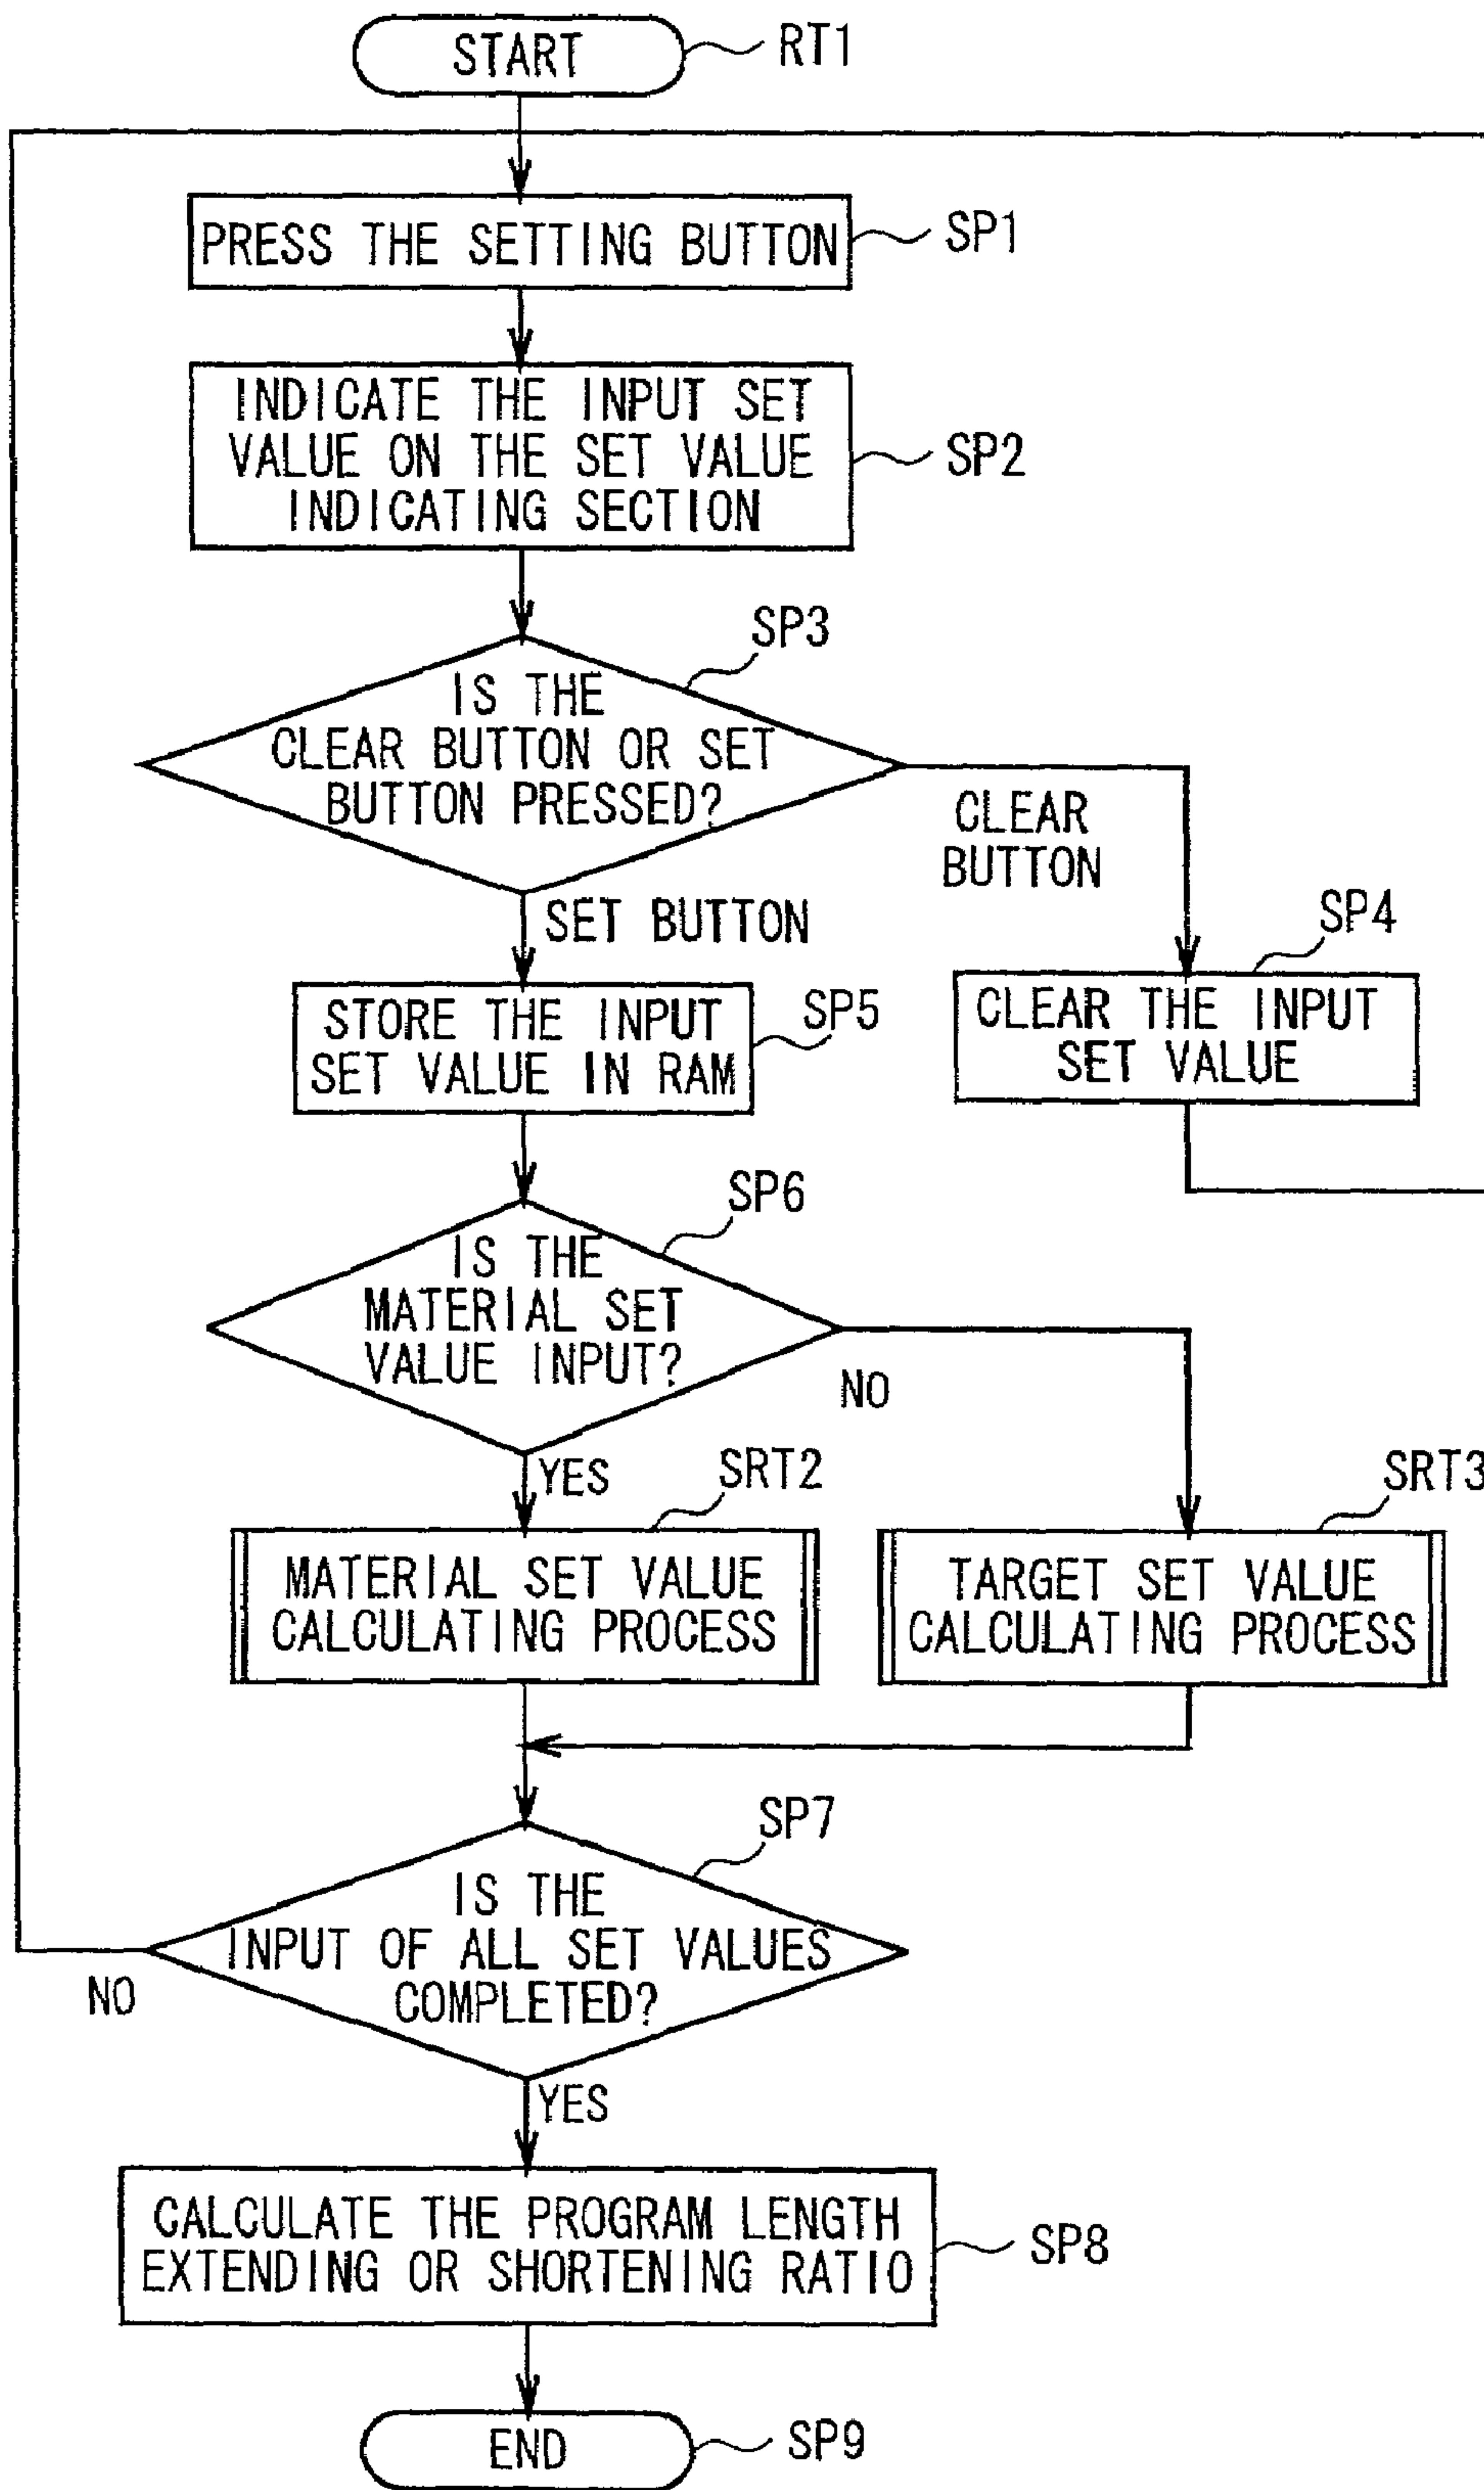 START
RT1
PRESS THE SETTING BUTTON
SP1
INDICATE THE INPUT SET
VALUE ON THE SET VALUE
INDICATING SECTION
SP2
SP3
IS THE
CLEAR BUTTON OR SET
BUTTON PRESSED?
CLEAR
BUTTON
SET BUTTON
SP4
CLEAR THE INPUT
SET VALUE
STORE THE INPUT
SET VALUE IN RAM
SP5
SP6
IS THE
MATERIAL SET
VALUE INPUT?
NO
YES
SRT2
MATERIAL SET VALUE
CALCULATING PROCESS
SRT3
TARGET SET VALUE
CALCULATING PROCESS
SP7
IS THE
INPUT OF ALL SET VALUES
COMPLETED?
NO
YES
CALCULATE THE PROGRAM LENGTH
EXTENDING OR SHORTENING RATIO
SP8
END
SP9